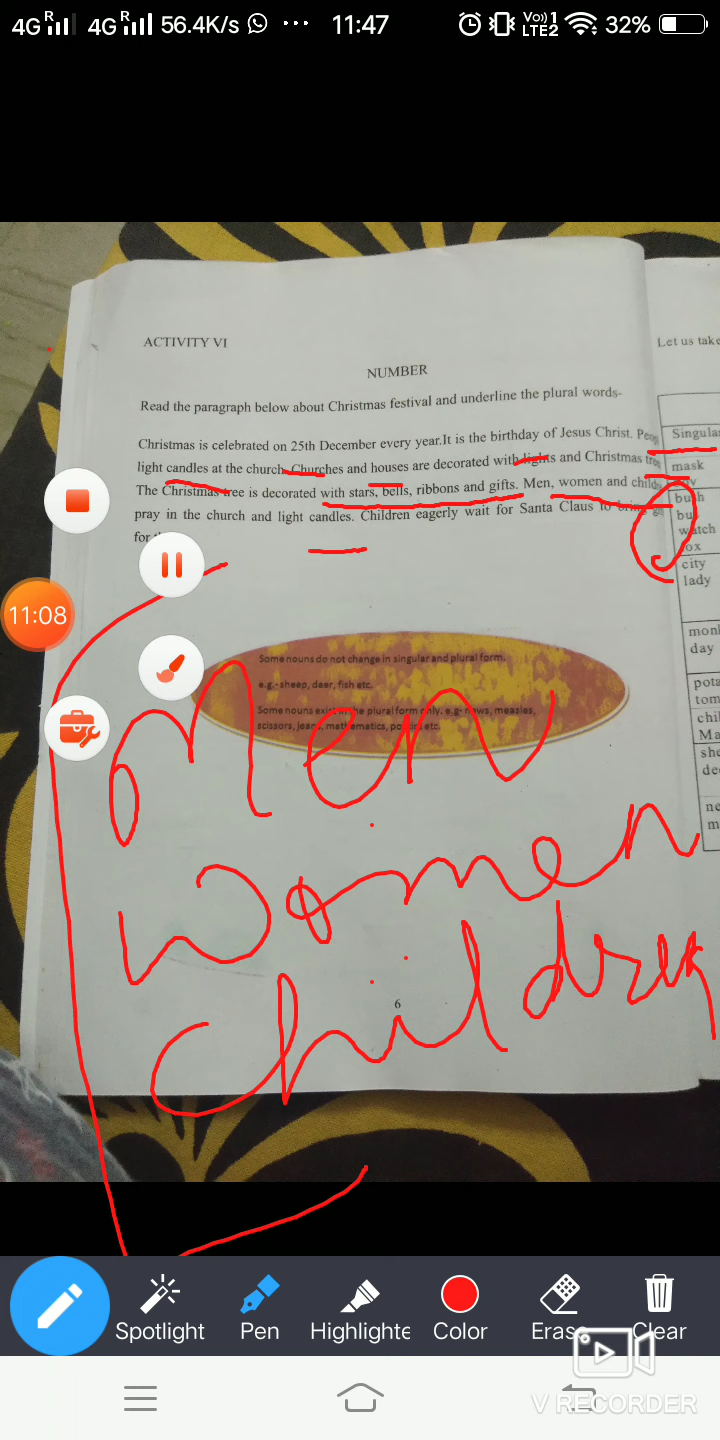 4G R 4G R 56.4K/s ... 11:47 Vo)) 1 LTE2 32%
ACTIVITY VI
NUMBER
Read the paragraph below about Christmas festival and underline the plural words-
Christmas is celebrated on 25th December every year.It is the birthday of Jesus Christ.
light candles at the church. Churches and houses are decorated with lights and Christmas
The Christmas tree is decorated with stars, bells, ribbons and gifts. Men, women and
pray in the church and light candles. Children eagerly wait for Santa Claus to
for
Let us take
Singular
mask
bush
watch
city
lady
day
11:08
Some nouns do not change in singular and plural form.
e.g.-sheep, deer, fish etc.
Some nouns exist in the plural form only. e.g- news, measles,
scissors, jeans, mathematics, etc.
Men
women
children
6
Spotlight Pen Highlighte Color Erase Clear
V RECORDER